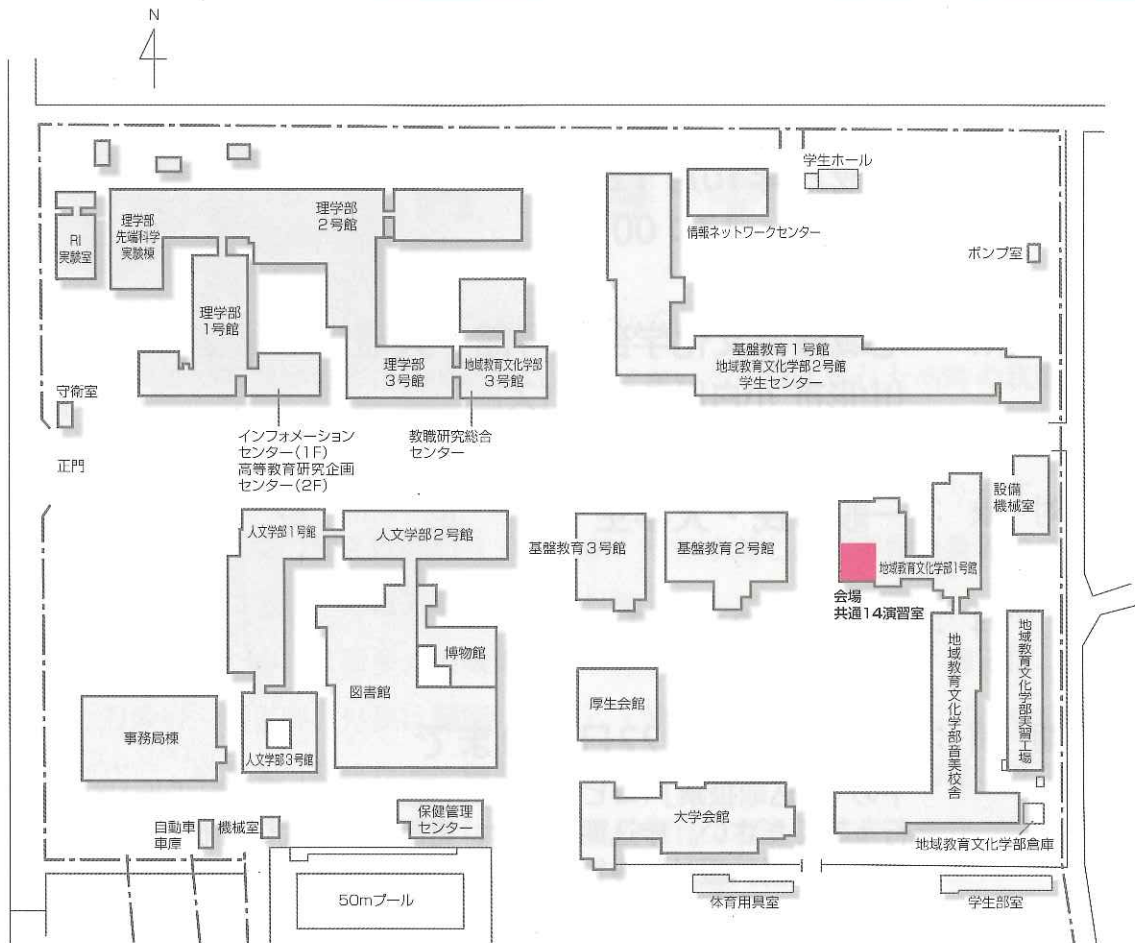 N
学生ホール
情報ネットワークセンター
ポンプ室
RI
実験室
理学部
先端科学
実験棟
理学部
2号館
理学部
1号館
理学部
3号館
地域教育文化学部
3号館
基盤教育1号館
地域教育文化学部2号館
学生センター
守衛室
正門
インフォメーション
センター(1F)
高等教育研究企画
センター(2F)
教職研究総合
センター
人文学部1号館
人文学部2号館
基盤教育3号館
基盤教育2号館
設備
機械室
地域教育文化学部1号館
会場
共通14演習室
博物館
図書館
厚生会館
地域教育文化学部音美校舎
地域教育文化学部実習工場
事務局棟
人文学部3号館
保健管理
センター
大学会館
自動車
車庫
機械室
地域教育文化学部倉庫
50mプール
体育用具室
学生部室